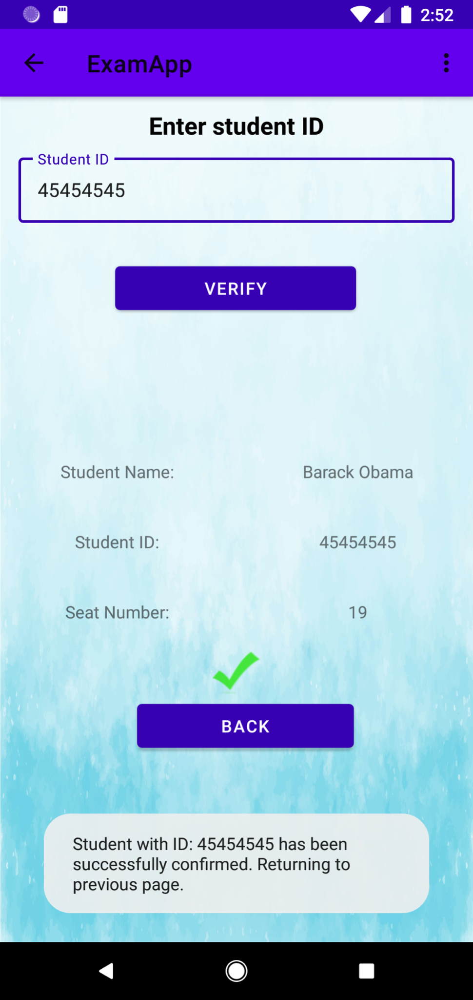 2:52
ExamApp
Enter student ID
Student ID
45454545
VERIFY
Student Name: Barack Obama
Student ID: 45454545
Seat Number: 19
BACK
Student with ID: 45454545 has been
successfully confirmed. Returning to
previous page.